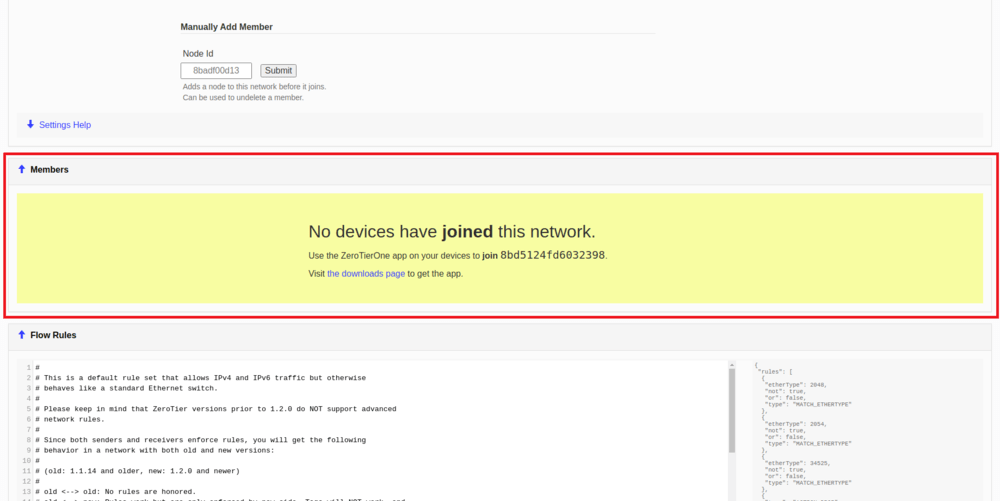 Manually Add Member
Node Id
8badf00d13 Submit
Adds a node to this network before it joins.
Can be used to undelete a member.
Settings Help
Members
No devices have joined this network.
Use the ZeroTierOne app on your devices to join 8bd5124fd6032398.
Visit the downloads page to get the app.
Flow Rules
1 #
2 # This is a default rule set that allows IPv4 and IPv6 traffic but otherwise
3 # behaves like a standard Ethernet switch.
4 #
5 # Please keep in mind that ZeroTier versions prior to 1.2.0 do NOT support advanced
6 # network rules.
7 #
8 # Since both senders and receivers enforce rules, you will get the following
9 # behavior in a network with both old and new versions:
10 #
11 # (old: 1.1.14 and older, new: 1.2.0 and newer)
12 #
13 # old <--> old: No rules are honored.
{
"rules": [
{
"etherType": 2048,
"not": true,
"or": false,
"type": "MATCH_ETHERTYPE"
},
{
"etherType": 2054,
"not": true,
"or": false,
"type": "MATCH_ETHERTYPE"
},
{
"etherType": 34525,
"not": true,
"or": false,
"type": "MATCH_ETHERTYPE"
},
{